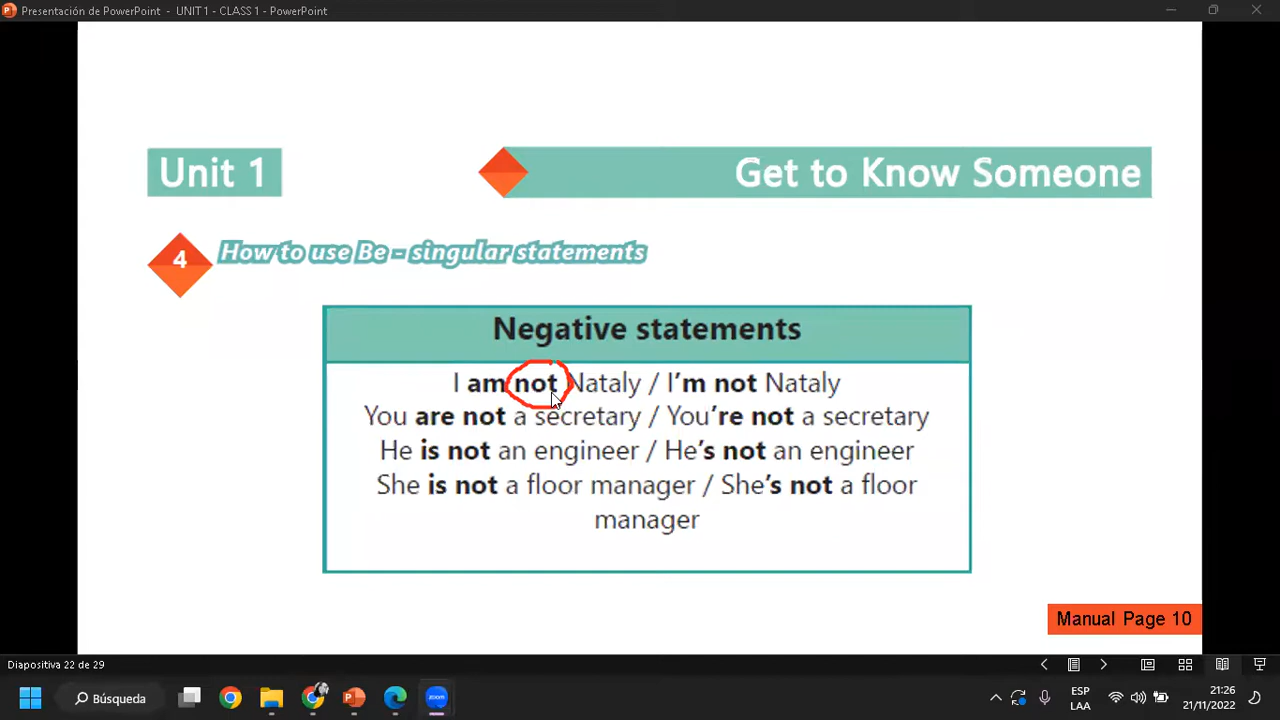 Presentación de PowerPoint - UNIT 1 - CLASS 1 - PowerPoint
Unit 1
Get to Know Someone
4
How to use Be - singular statements
Negative statements
I am not Nataly / I'm not Nataly
You are not a secretary / You're not a secretary
He is not an engineer / He's not an engineer
She is not a floor manager / She's not a floor
manager
Manual Page 10
Diapositiva 22 de 29
Búsqueda
zoom
ESP
LAA
21:26
21/11/2022